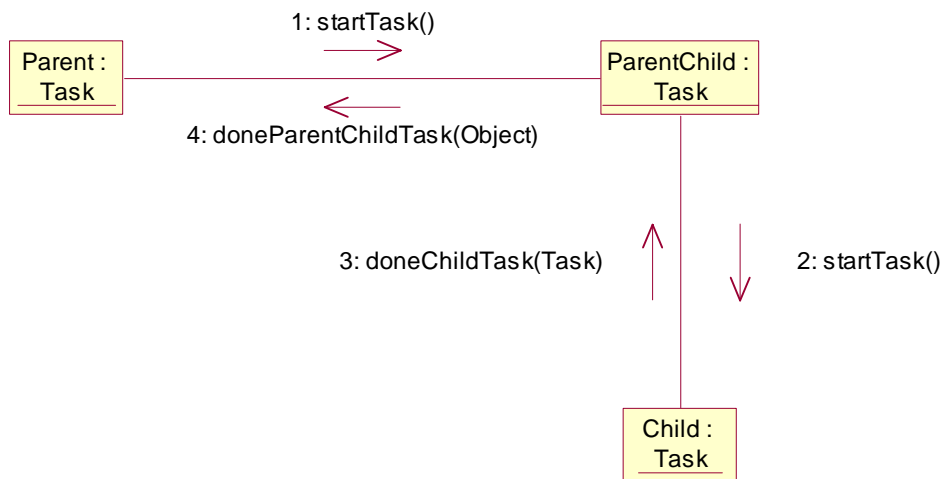 1: startTask()
Parent :
Task
ParentChild :
Task
4: doneParentChildTask(Object)
3: doneChildTask(Task)
2: startTask()
Child :
Task